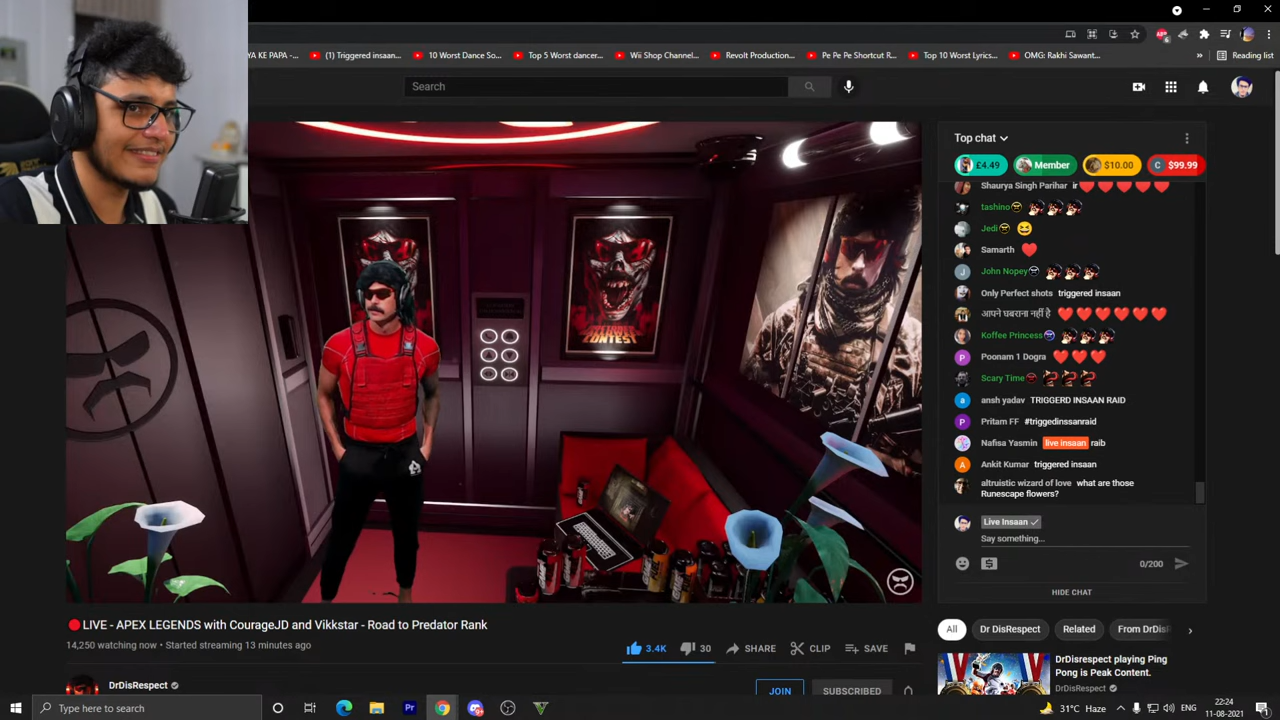 YA KE PAPA -...
(1) Triggered insaan...
10 Worst Dance So...
Top 5 Worst dancer...
Wii Shop Channel...
Revolt Production...
Pe Pe Pe Shortcut R...
Top 10 Worst Lyrics...
OMG: Rakhi Sawant...
»
Reading list
Search
Top chat
£4.49
Member
$10.00
C $99.99
Shaurya Singh Parihar ir
tashino
Jedi
Samarth
J John Nopey
Only Perfect shots triggered insaan
आपने घबराना नहीं है
Koffee Princess
P Poonam 1 Dogra
Scary Time
a ansh yadav TRIGGERD INSAAN RAID
P Pritam FF #triggedinssanraid
Nafisa Yasmin live insaan raib
A Ankit Kumar triggered insaan
altruistic wizard of love what are those
Runescape flowers?
Live Insaan
Say something...
0/200
HIDE CHAT
CONTEST
LIVE - APEX LEGENDS with CourageJD and Vikkstar - Road to Predator Rank
14,250 watching now • Started streaming 13 minutes ago
3.4K
30
SHARE
CLIP
SAVE
DrDisRespect
JOIN
SUBSCRIBED
All
Dr DisRespect
Related
From DrDisR
DrDisrespect playing Ping
Pong is Peak Content.
DrDisRespect
Type here to search
Pr
31°C Haze
ENG
22:24
11-08-2021
1